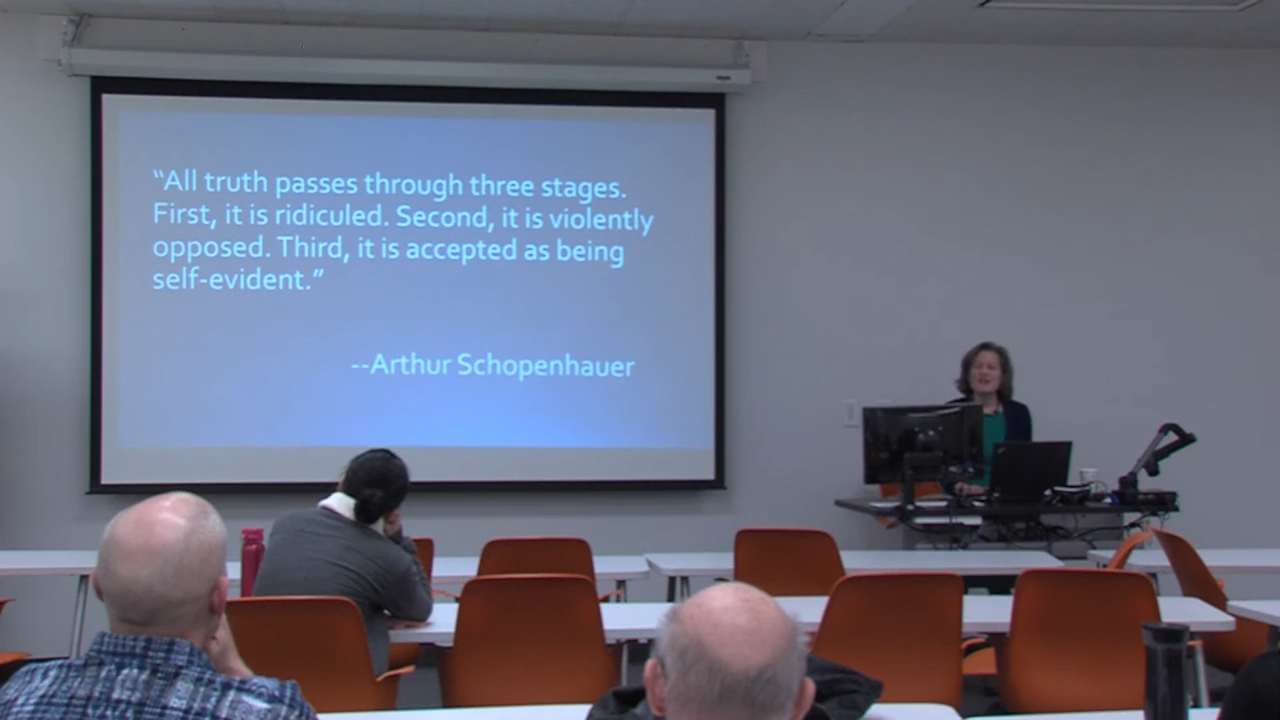 “All truth passes through three stages.
First, it is ridiculed. Second, it is violently
opposed. Third, it is accepted as being
self-evident.”
--Arthur Schopenhauer